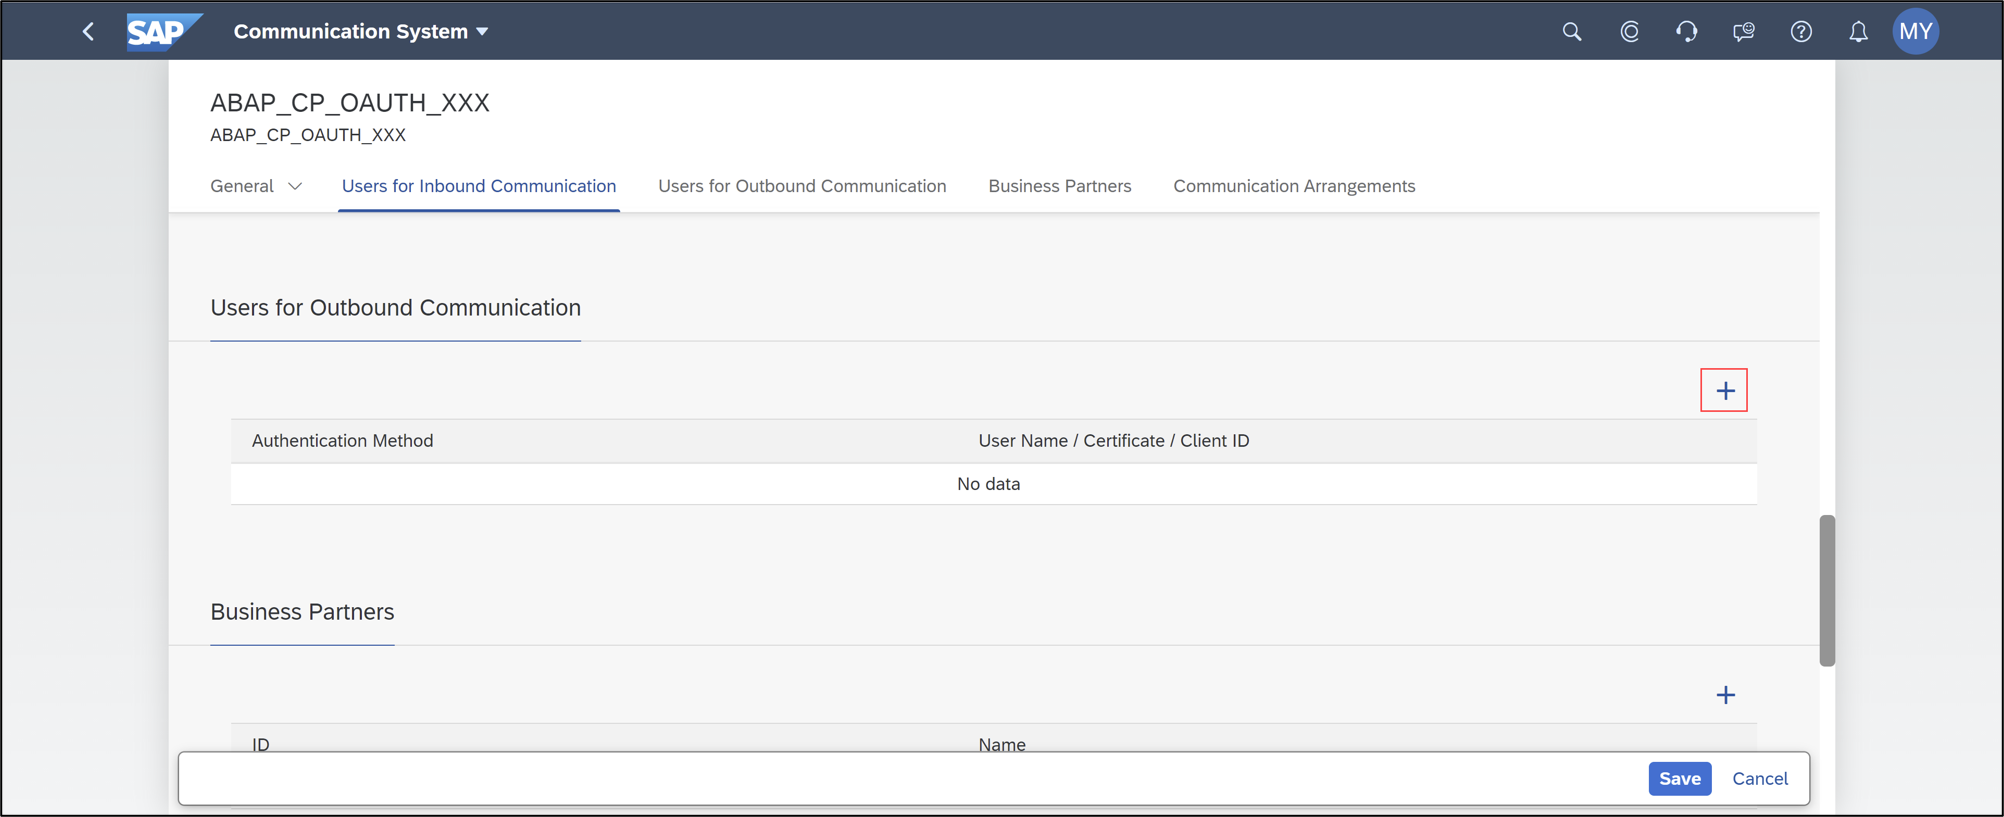 SAP
Communication System
MY
ABAP_CP_OAUTH_XXX
ABAP_CP_OAUTH_XXX
General
Users for Inbound Communication
Users for Outbound Communication
Business Partners
Communication Arrangements
Users for Outbound Communication
Authentication Method
User Name / Certificate / Client ID
No data
Business Partners
ID
Name
Save
Cancel